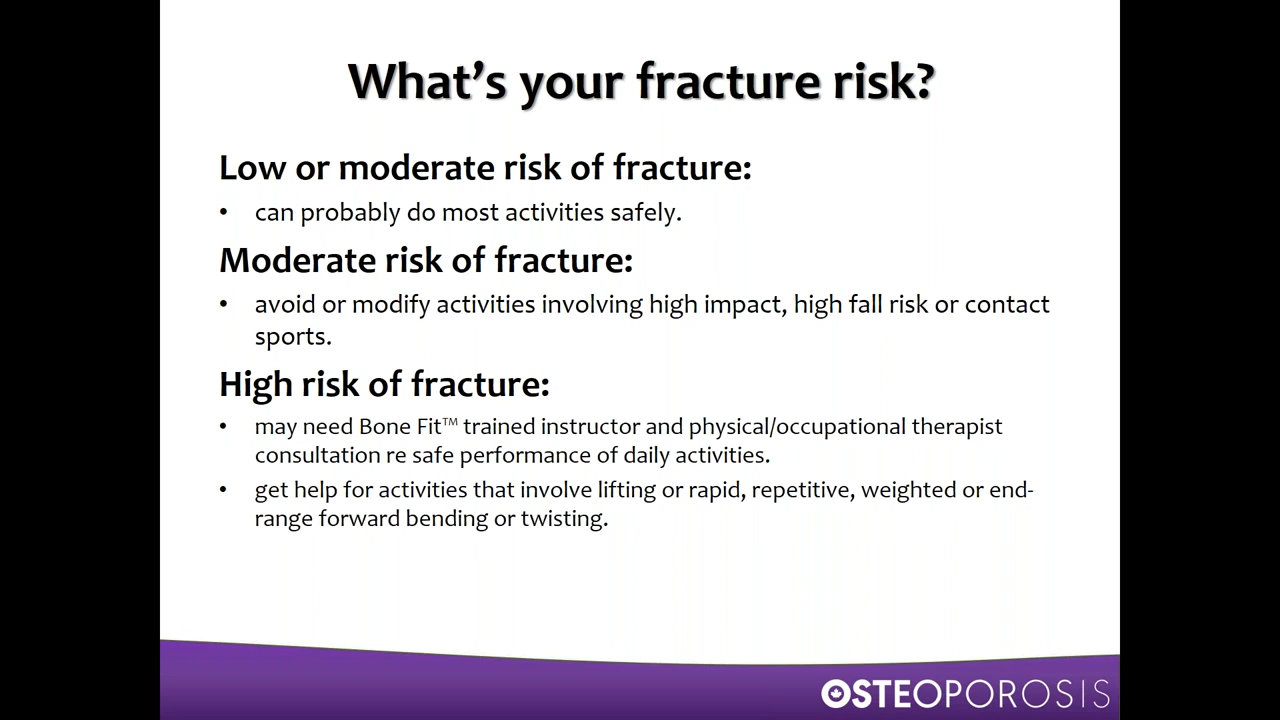 What's your fracture risk?
Low or moderate risk of fracture:
• can probably do most activities safely.
Moderate risk of fracture:
• avoid or modify activities involving high impact, high fall risk or contact
sports.
High risk of fracture:
• may need Bone Fit™ trained instructor and physical/occupational therapist
consultation re safe performance of daily activities.
• get help for activities that involve lifting or rapid, repetitive, weighted or end-
range forward bending or twisting.
OSTEOPOROSIS